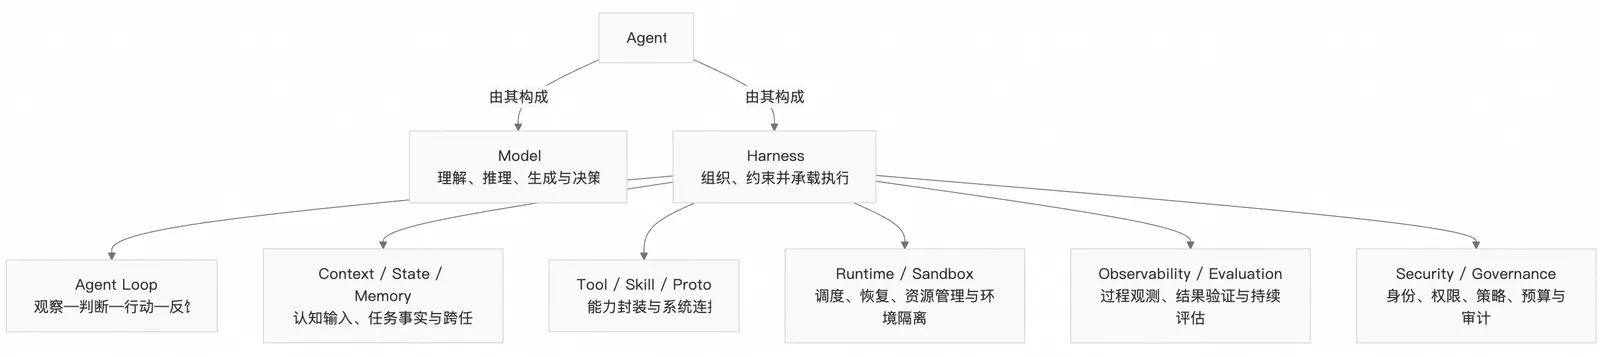 Agent
由其构成
由其构成
Model
理解、推理、生成与决策
Harness
组织、约束并承载执行
Agent Loop
观察—判断—行动—反馈
Context / State /
Memory
认知输入、任务事实与跨任
Tool / Skill / Proto
能力封装与系统连接
Runtime / Sandbox
调度、恢复、资源管理与环
境隔离
Observability / Evaluation
过程观测、结果验证与持续
评估
Security / Governance
身份、权限、策略、预算与
审计